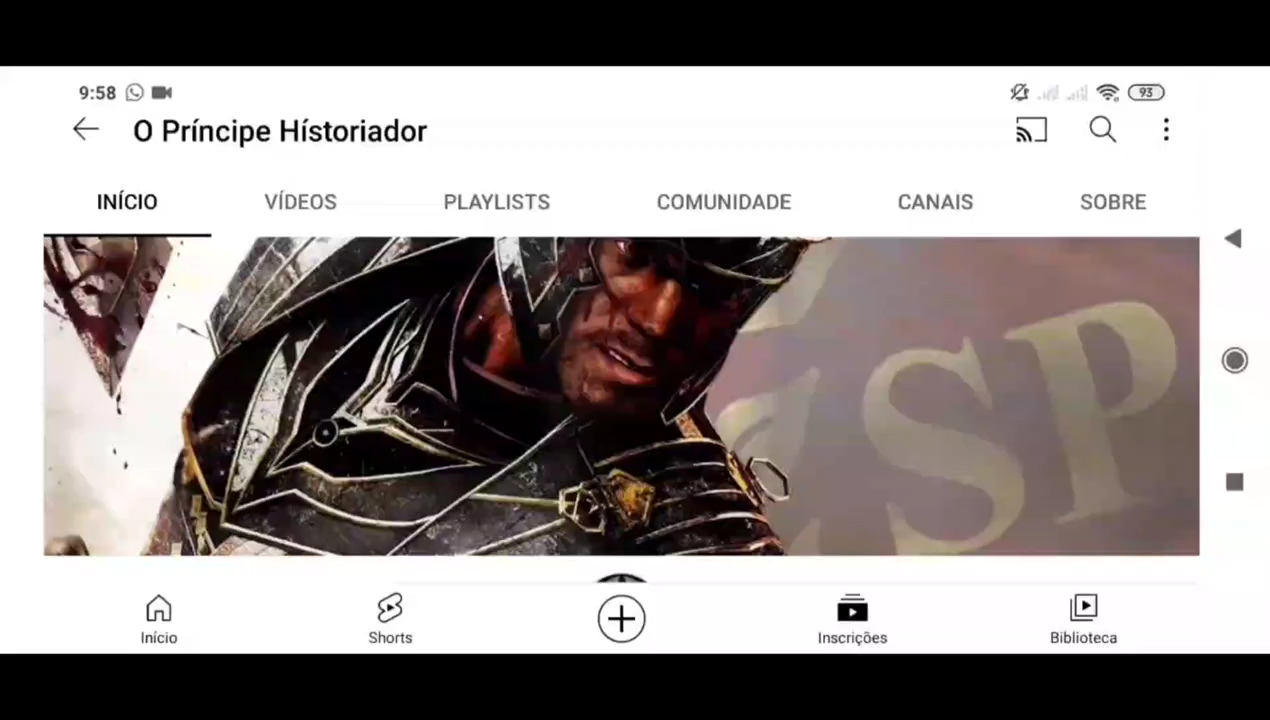 9:58
93
O Príncipe Hístoriador
INÍCIO VÍDEOS PLAYLISTS COMUNIDADE CANAIS SOBRE
SP
Início Shorts Inscrições Biblioteca